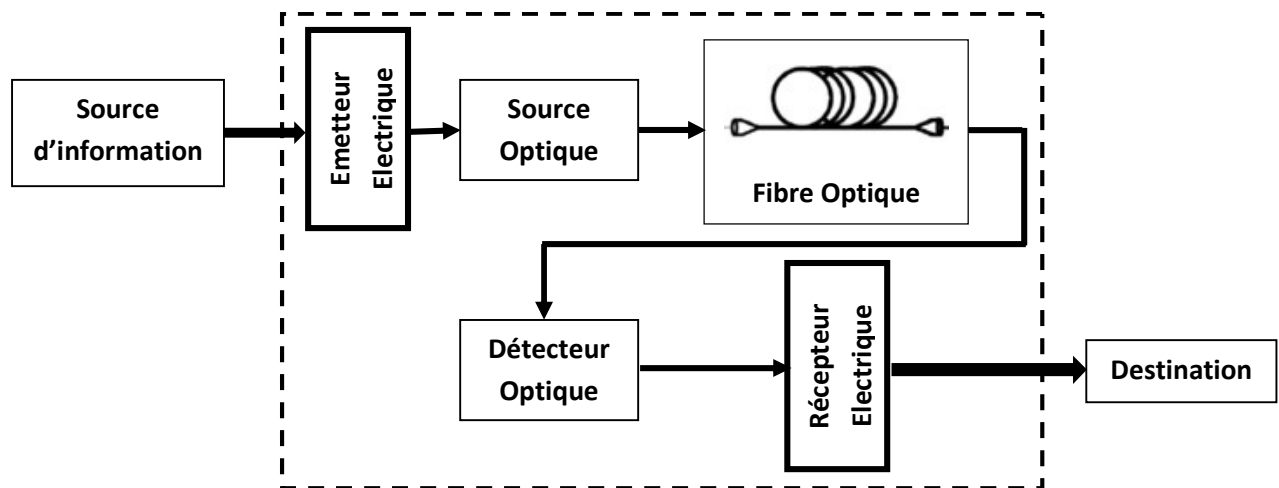 Source
d’information
Emetteur
Electrique
Source
Optique
Fibre Optique
Détecteur
Optique
Récepteur
Electrique
Destination